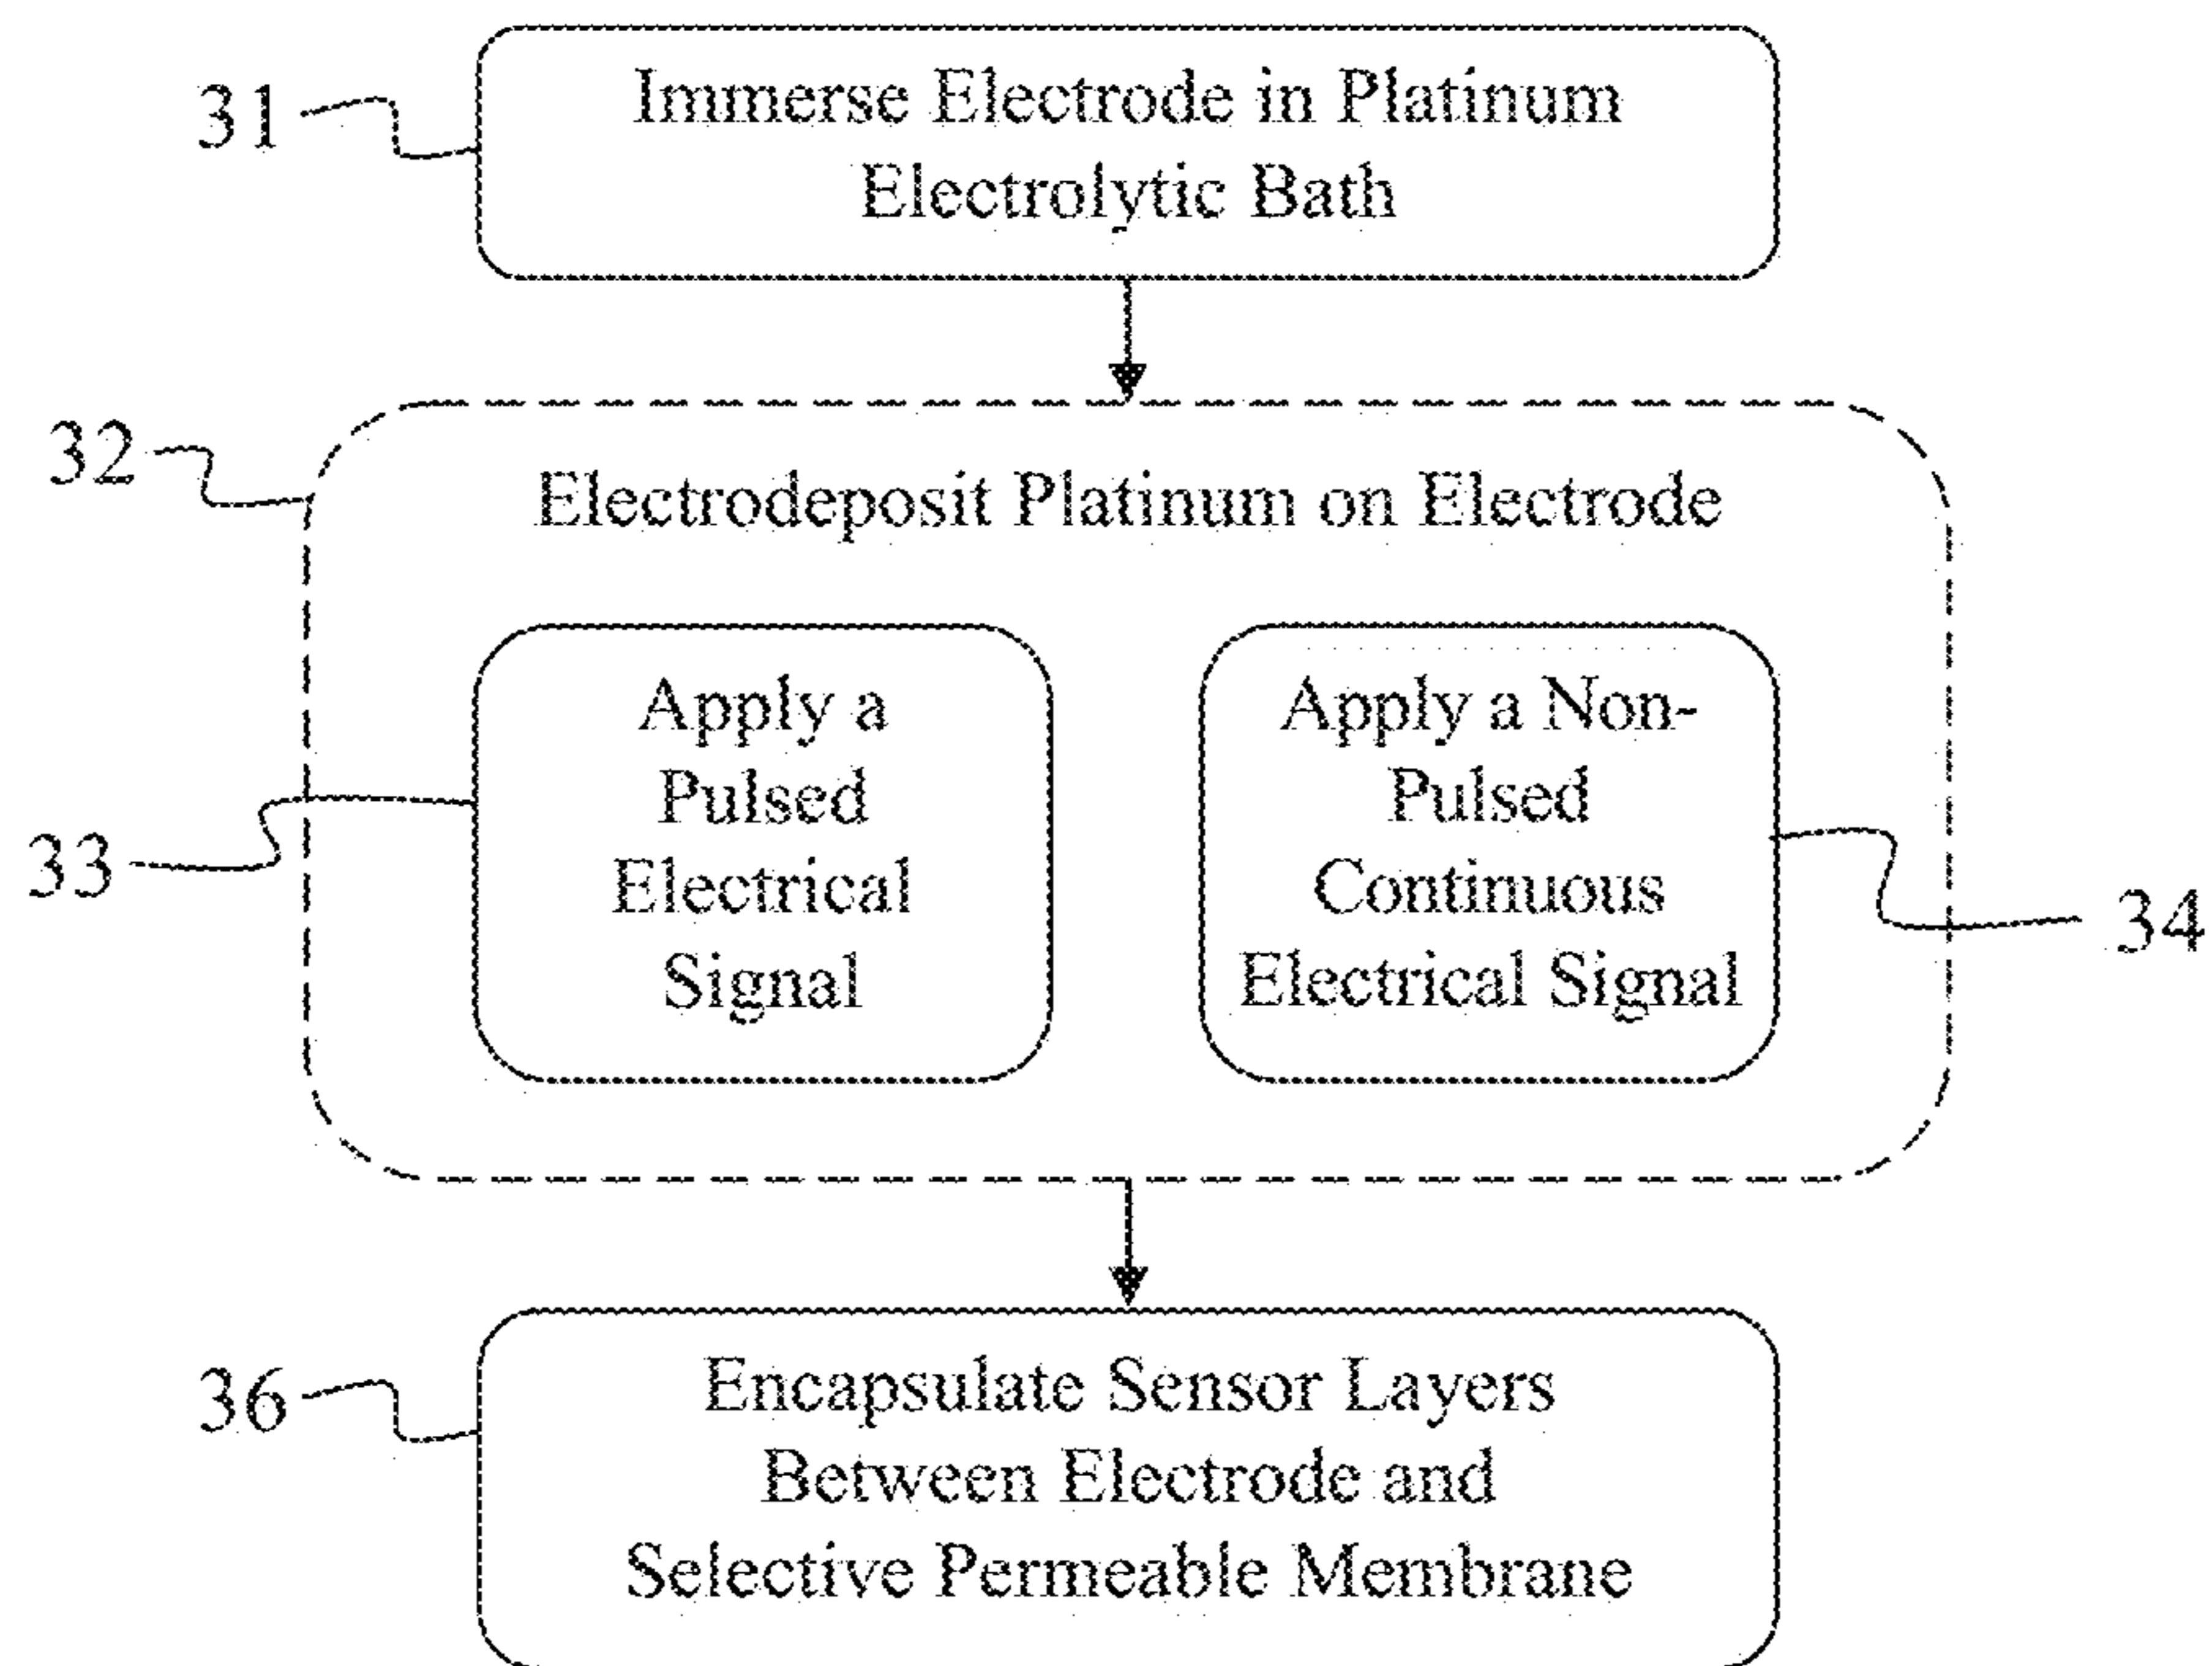 31
Immerse Electrode in Platinum
Electrolytic Bath
32
Electrodeposit Platinum on Electrode
33
Apply a
Pulsed
Electrical
Signal
Apply a Non-
Pulsed
Continuous
Electrical Signal
34
36
Encapsulate Sensor Layers
Between Electrode and
Selective Permeable Membrane